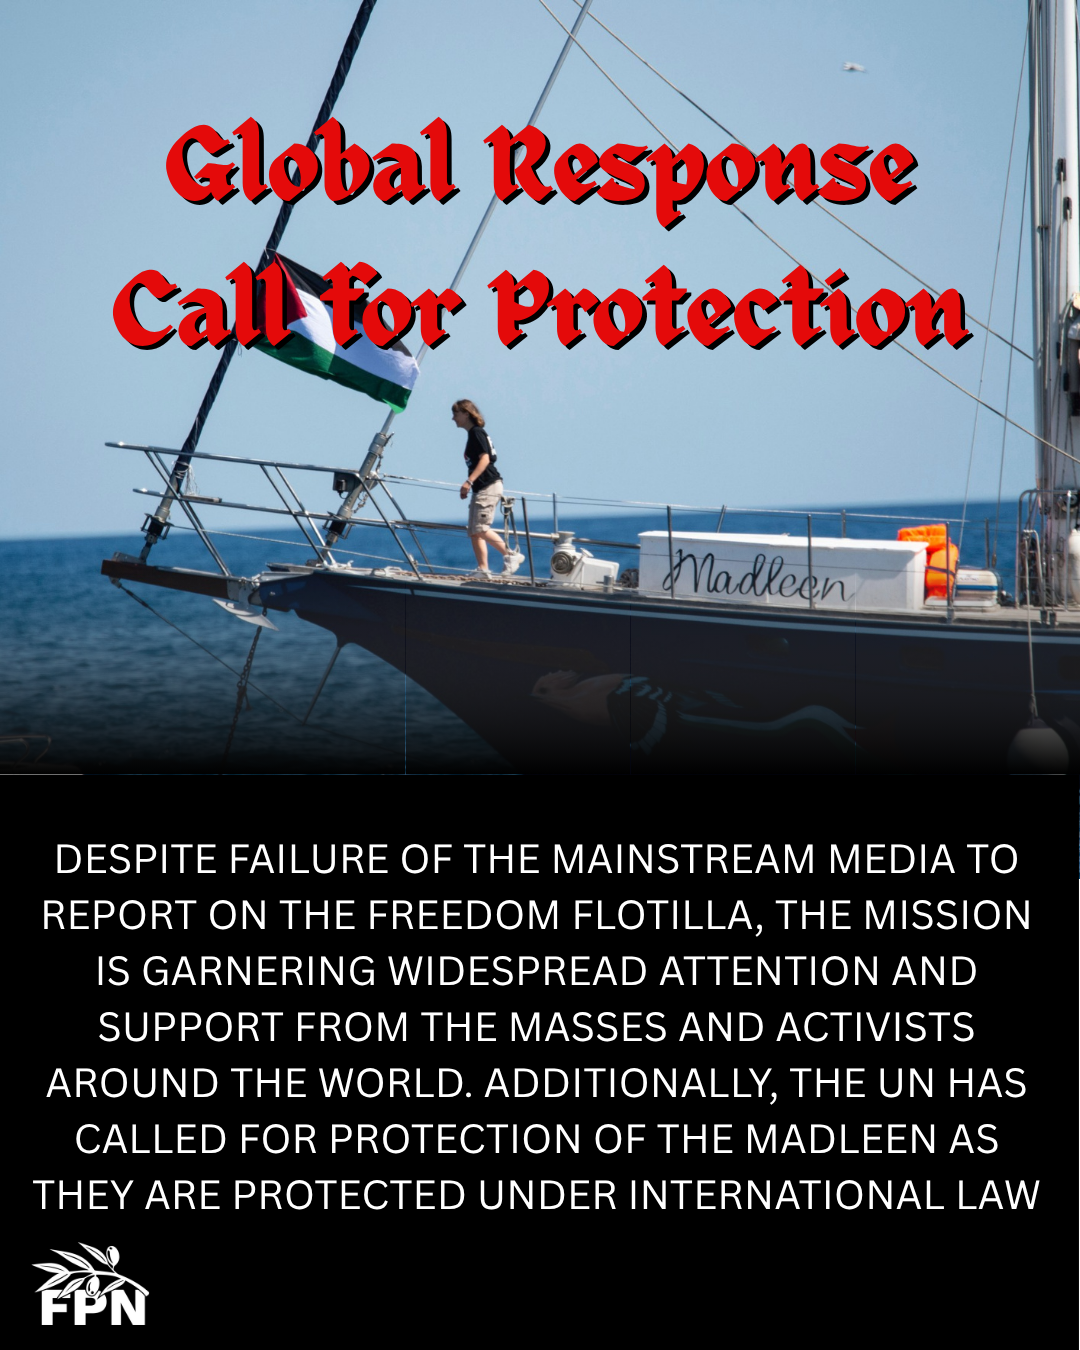 Global Response
Call for Protection
Madleen
DESPITE FAILURE OF THE MAINSTREAM MEDIA TO
REPORT ON THE FREEDOM FLOTILLA, THE MISSION
IS GARNERING WIDESPREAD ATTENTION AND
SUPPORT FROM THE MASSES AND ACTIVISTS
AROUND THE WORLD. ADDITIONALLY, THE UN HAS
CALLED FOR PROTECTION OF THE MADLEEN AS
THEY ARE PROTECTED UNDER INTERNATIONAL LAW
FPN